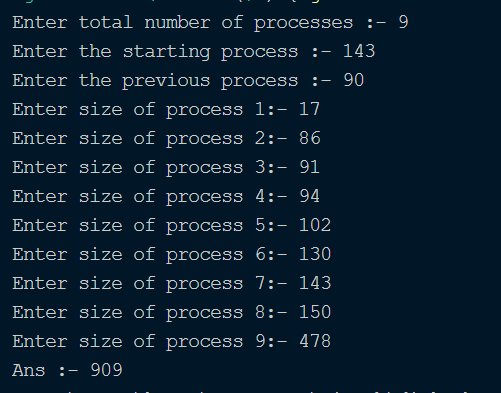 Enter total number of processes :- 9
Enter the starting process :- 143
Enter the previous process :- 90
Enter size of process 1:- 17
Enter size of process 2:- 86
Enter size of process 3:- 91
Enter size of process 4:- 94
Enter size of process 5:- 102
Enter size of process 6:- 130
Enter size of process 7:- 143
Enter size of process 8:- 150
Enter size of process 9:- 478
Ans :- 909